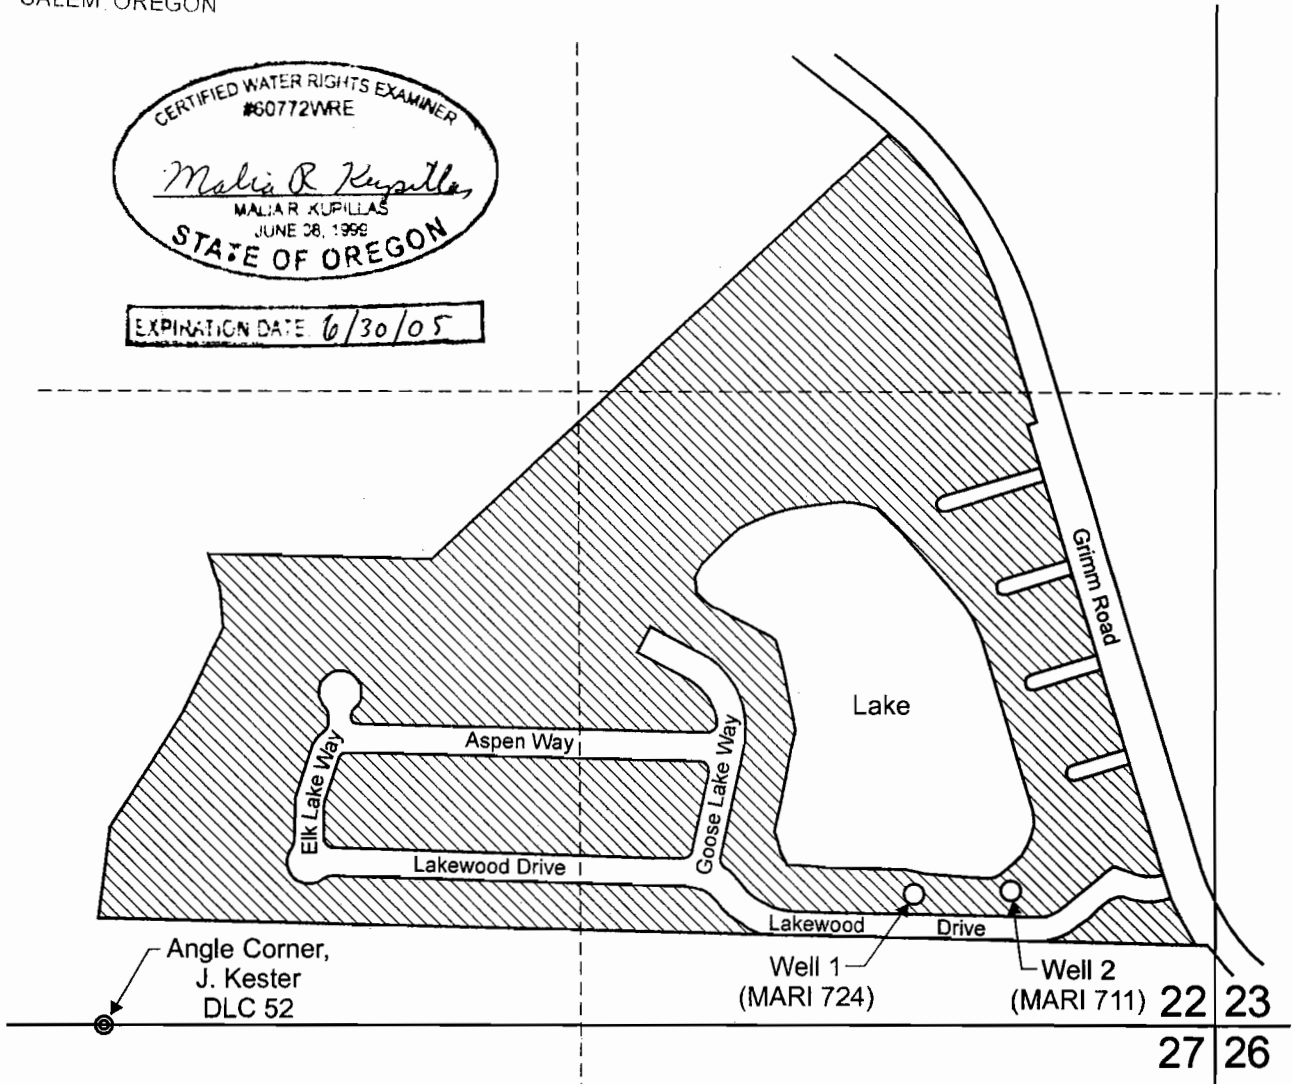 SALEM, OREGON
CERTIFIED WATER RIGHTS EXAMINER
#60772WRE
Malia R Kupillas
MALIA R. KUPILLAS
JUNE 08, 1999
STATE OF OREGON
EXPIRATION DATE: 6/30/05
Grimm Road
Lake
Aspen Way
Elk Lake Way
Goose Lake Way
Lakewood Drive
Lakewood Drive
Angle Corner,
J. Kester
DLC 52
Well 1
(MARI 724)
Well 2
(MARI 711)
22 23
27 26